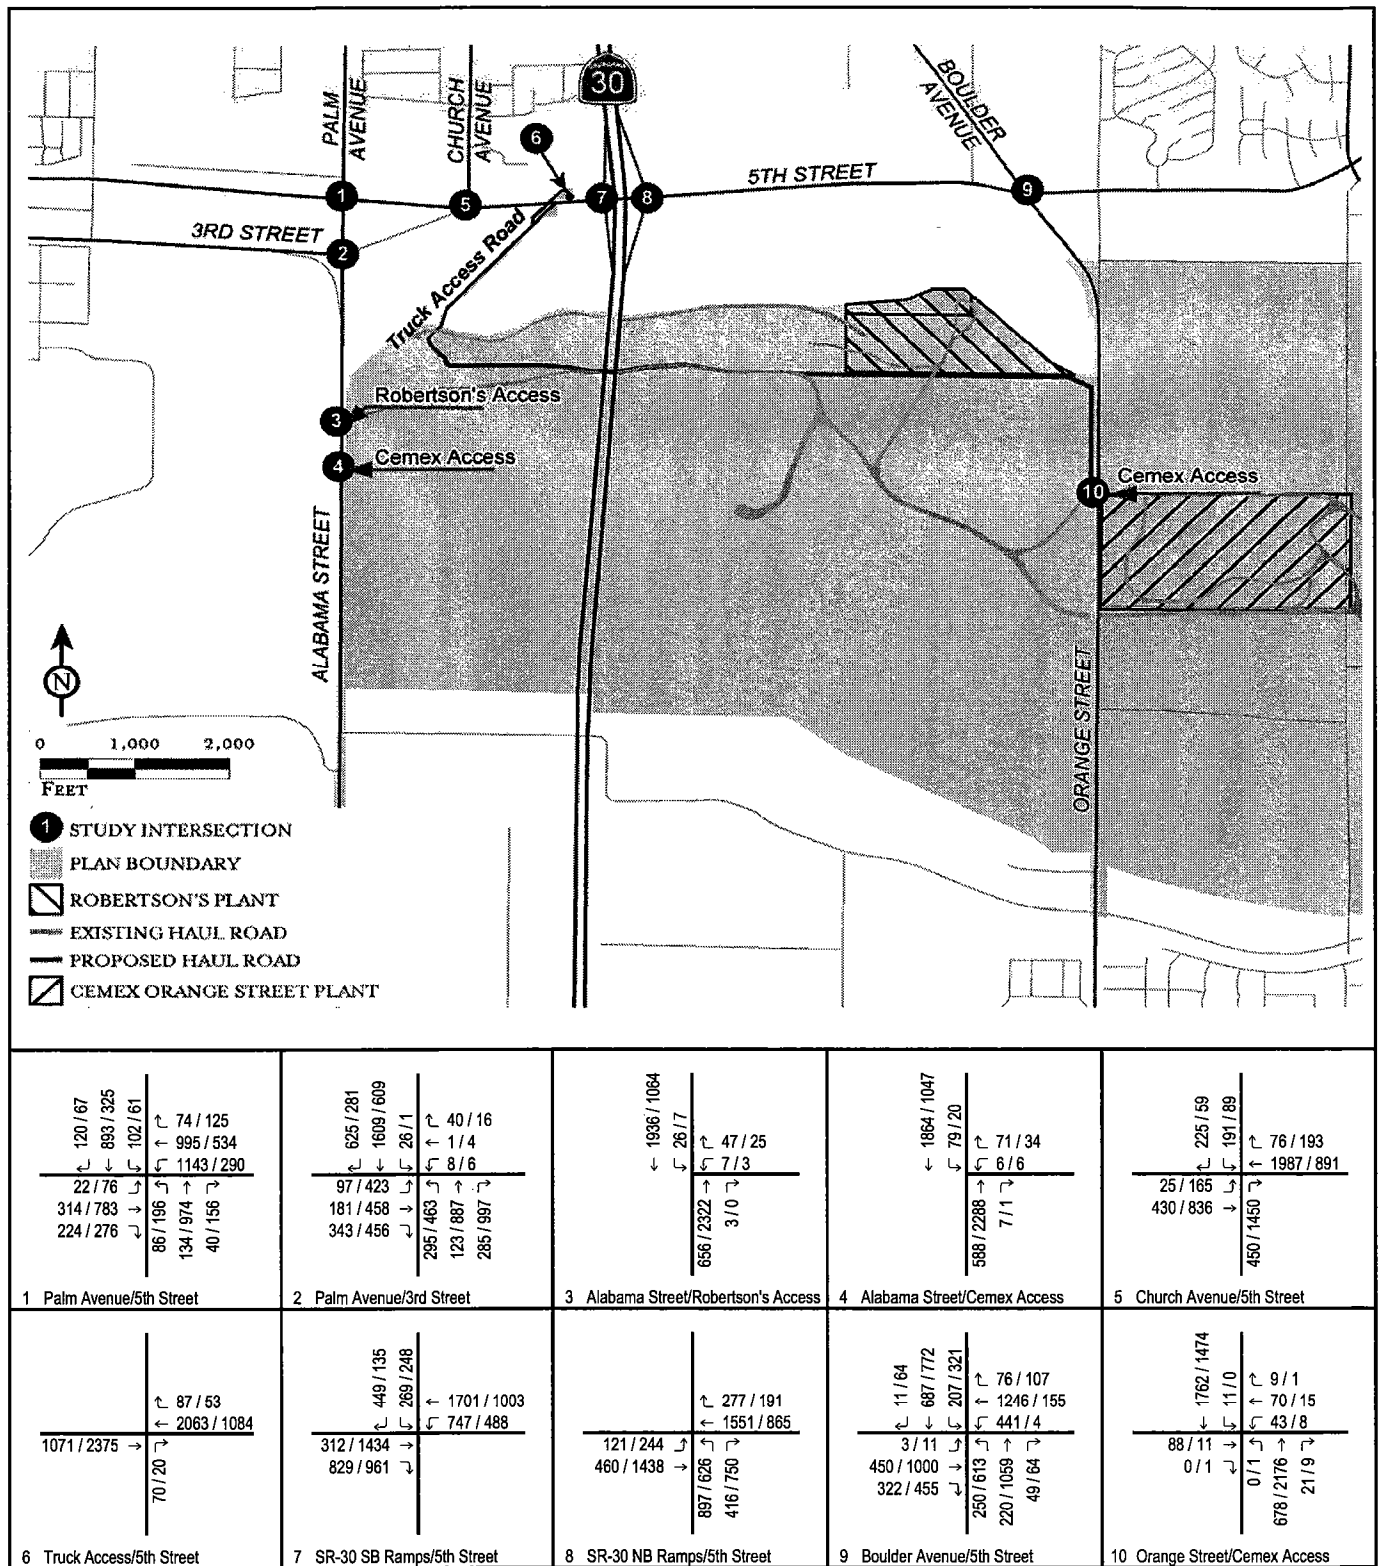 30
PALM
AVENUE
CHURCH
AVENUE
BOULDER
AVENUE
6
1
5
7
8
5TH STREET
9
3RD STREET
2
Truck Access Road
3
Robertson's Access
4
Cemex Access
10
Cemex Access
ALABAMA STREET
ORANGE STREET
N
0 1,000 2,000
FEET
1 STUDY INTERSECTION
PLAN BOUNDARY
ROBERTSON'S PLANT
EXISTING HAUL ROAD
PROPOSED HAUL ROAD
CEMEX ORANGE STREET PLANT
120 / 67
893 / 325
102 / 61
74 / 125
995 / 534
1143 / 290
22 / 76
314 / 783
224 / 276
86 / 196
134 / 974
40 / 156
1 Palm Avenue/5th Street
625 / 281
1609 / 609
26 / 1
40 / 16
1 / 4
8 / 6
97 / 423
181 / 458
343 / 456
295 / 463
123 / 887
285 / 997
2 Palm Avenue/3rd Street
1936 / 1064
26 / 7
47 / 25
7 / 3
656 / 2322
3 / 0
3 Alabama Street/Robertson's Access
1864 / 1047
79 / 20
71 / 34
6 / 6
588 / 2288
7 / 1
4 Alabama Street/Cemex Access
225 / 59
191 / 89
76 / 193
1987 / 891
25 / 165
430 / 836
450 / 1450
5 Church Avenue/5th Street
87 / 53
2063 / 1084
1071 / 2375
70 / 20
6 Truck Access/5th Street
449 / 135
269 / 248
1701 / 1003
747 / 488
312 / 1434
829 / 961
7 SR-30 SB Ramps/5th Street
277 / 191
1551 / 865
121 / 244
460 / 1438
897 / 626
416 / 750
8 SR-30 NB Ramps/5th Street
11 / 64
687 / 772
207 / 321
76 / 107
1246 / 155
441 / 4
3 / 11
450 / 1000
322 / 455
250 / 613
220 / 1059
49 / 64
9 Boulder Avenue/5th Street
1762 / 1474
11 / 0
9 / 1
70 / 15
43 / 8
88 / 11
0 / 1
0 / 1
678 / 2176
21 / 9
10 Orange Street/Cemex Access